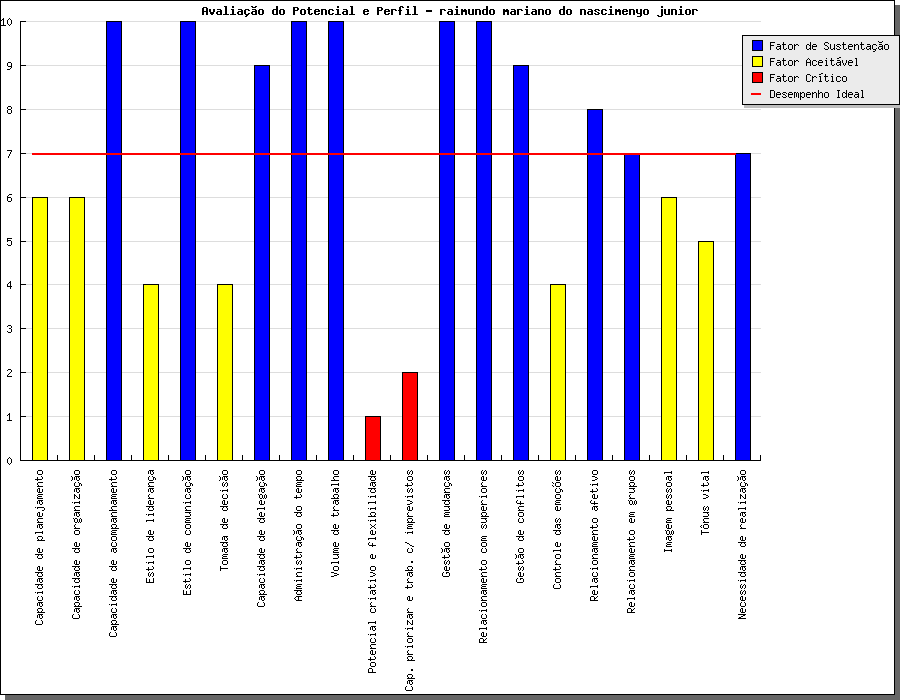 Avaliação do Potencial e Perfil - raimundo mariano do nascimenyo junior
Fator de Sustentação
Fator Aceitável
Fator Crítico
Desempenho Ideal
10
9
8
7
6
5
4
3
2
1
0
Capacidade de planejamento
Capacidade de organização
Capacidade de acompanhamento
Estilo de liderança
Estilo de comunicação
Tomada de decisão
Capacidade de delegação
Administração do tempo
Volume de trabalho
Potencial criativo e flexibilidade
Cap. priorizar e trab. c/ imprevistos
Gestão de mudanças
Relacionamento com superiores
Gestão de conflitos
Controle das emoções
Relacionamento afetivo
Relacionamento em grupos
Imagem pessoal
Tônus vital
Necessidade de realização